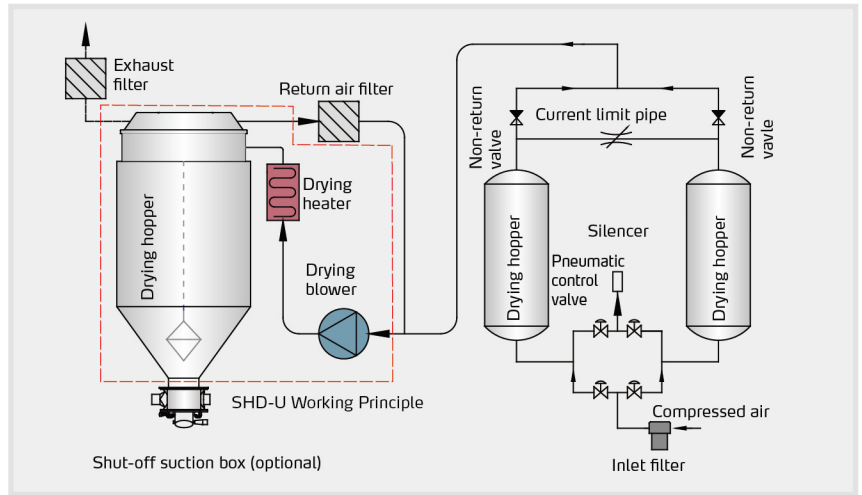 Exhaust
filter
Return air filter
Drying hopper
Drying
heater
Drying
blower
SHD-U Working Principle
Shut-off suction box (optional)
Non-return
valve
Current limit pipe
Non-return
vavle
Drying hopper
Silencer
Pneumatic
control
valve
Drying hopper
Compressed air
Inlet filter